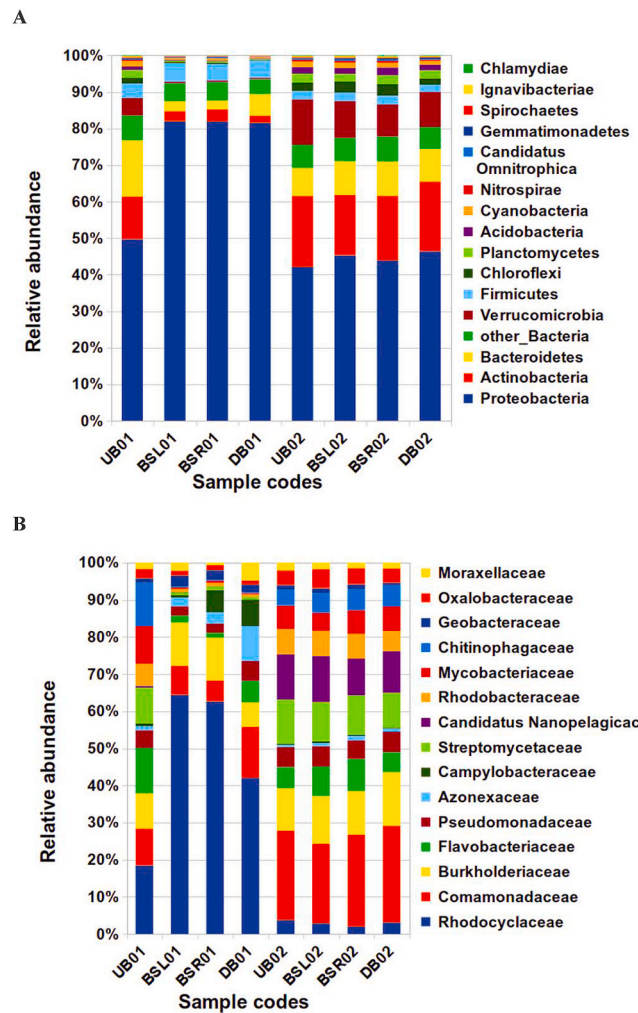 A
100%
90%
80%
70%
60%
50%
40%
30%
20%
10%
0%
Relative abundance
UB01
BSL01
BSR01
DB01
UB02
BSL02
BSR02
DB02
Sample codes
Chlamydiae
Ignavibacteriae
Spirochaetes
Gemmatimonadetes
Candidatus
Omnitrophica
Nitrospirae
Cyanobacteria
Acidobacteria
Planctomycetes
Chloroflexi
Firmicutes
Verrucomicrobia
other_Bacteria
Bacteroidetes
Actinobacteria
Proteobacteria
B
100%
90%
80%
70%
60%
50%
40%
30%
20%
10%
0%
Relative abundance
UB01
BSL01
BSR01
DB01
UB02
BSL02
BSR02
DB02
Sample codes
Moraxellaceae
Oxalobacteraceae
Geobacteraceae
Chitinophagaceae
Mycobacteriaceae
Rhodobacteraceae
Candidatus Nanopelagicac
Streptomycetaceae
Campylobacteraceae
Azonexaceae
Pseudomonadaceae
Flavobacteriaceae
Burkholderiaceae
Comamonadaceae
Rhodocyclaceae